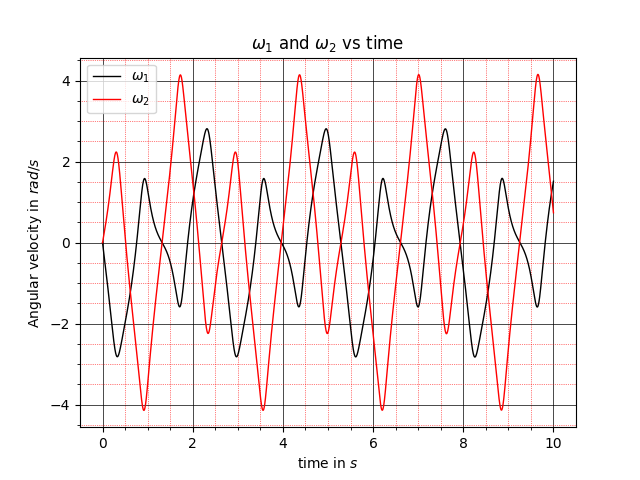 ω₁ and ω₂ vs time
ω₁
ω₂
Angular velocity in rad/s
4
2
0
−2
−4
0 2 4 6 8 10
time in s